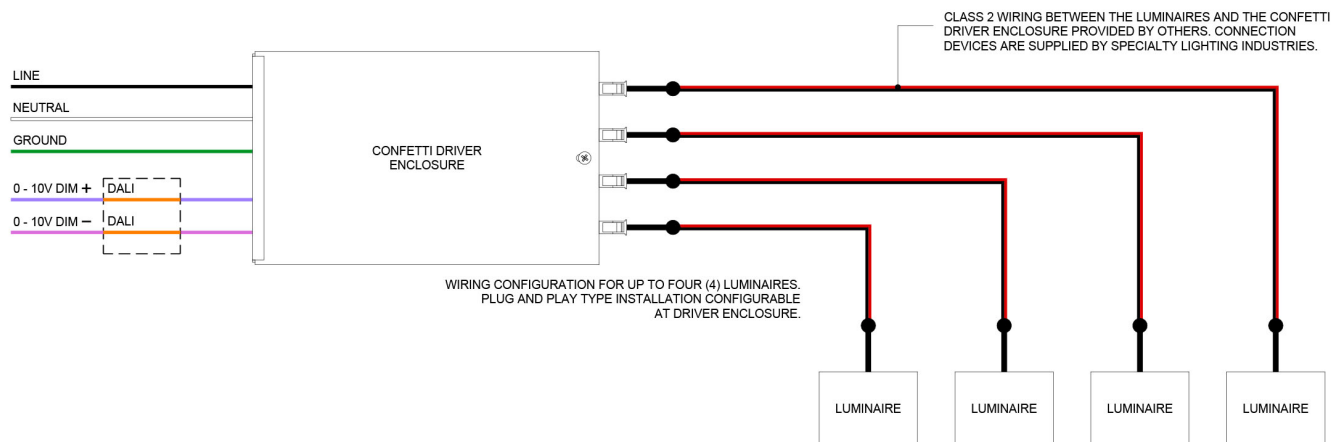 CLASS 2 WIRING BETWEEN THE LUMINAIRES AND THE CONFETTI
DRIVER ENCLOSURE PROVIDED BY OTHERS. CONNECTION
DEVICES ARE SUPPLIED BY SPECIALTY LIGHTING INDUSTRIES.
LINE
NEUTRAL
GROUND
0 - 10V DIM + DALI
0 - 10V DIM – DALI
CONFETTI DRIVER
ENCLOSURE
WIRING CONFIGURATION FOR UP TO FOUR (4) LUMINAIRES.
PLUG AND PLAY TYPE INSTALLATION CONFIGURABLE
AT DRIVER ENCLOSURE.
LUMINAIRE LUMINAIRE LUMINAIRE LUMINAIRE